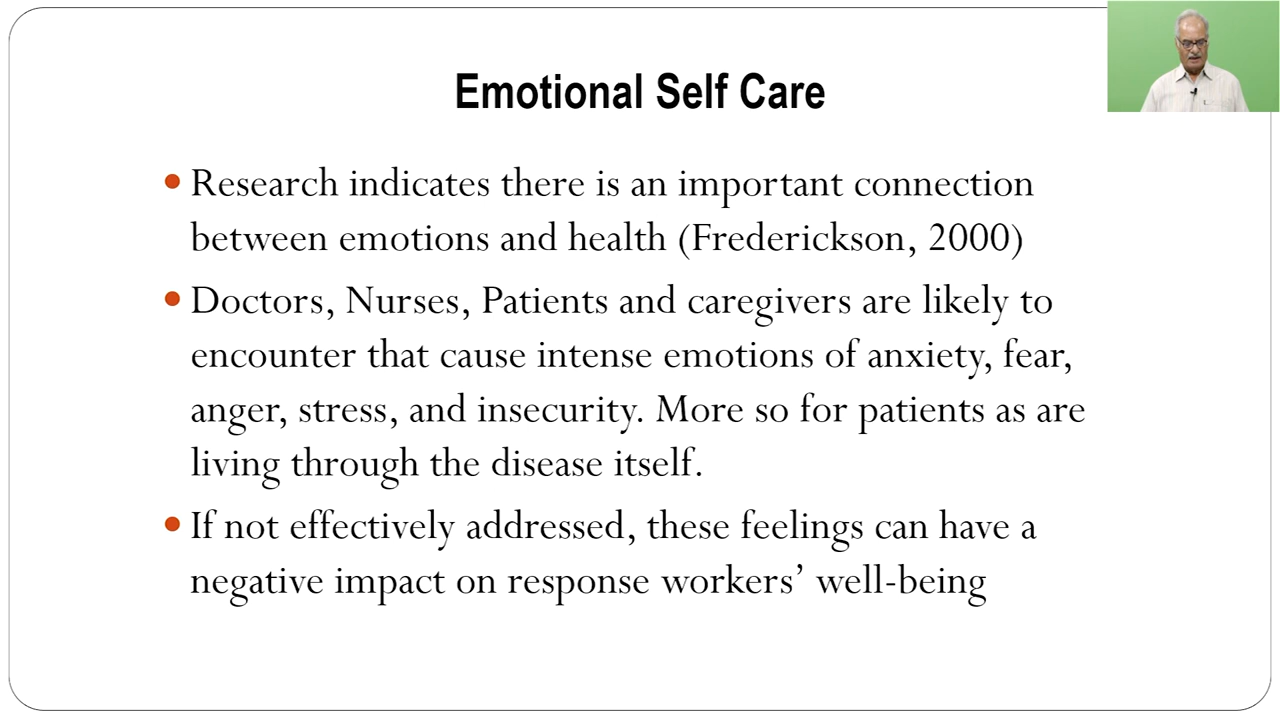 Emotional Self Care
Research indicates there is an important connection
between emotions and health (Frederickson, 2000)
Doctors, Nurses, Patients and caregivers are likely to
encounter that cause intense emotions of anxiety, fear,
anger, stress, and insecurity. More so for patients as are
living through the disease itself.
If not effectively addressed, these feelings can have a
negative impact on response workers’ well-being